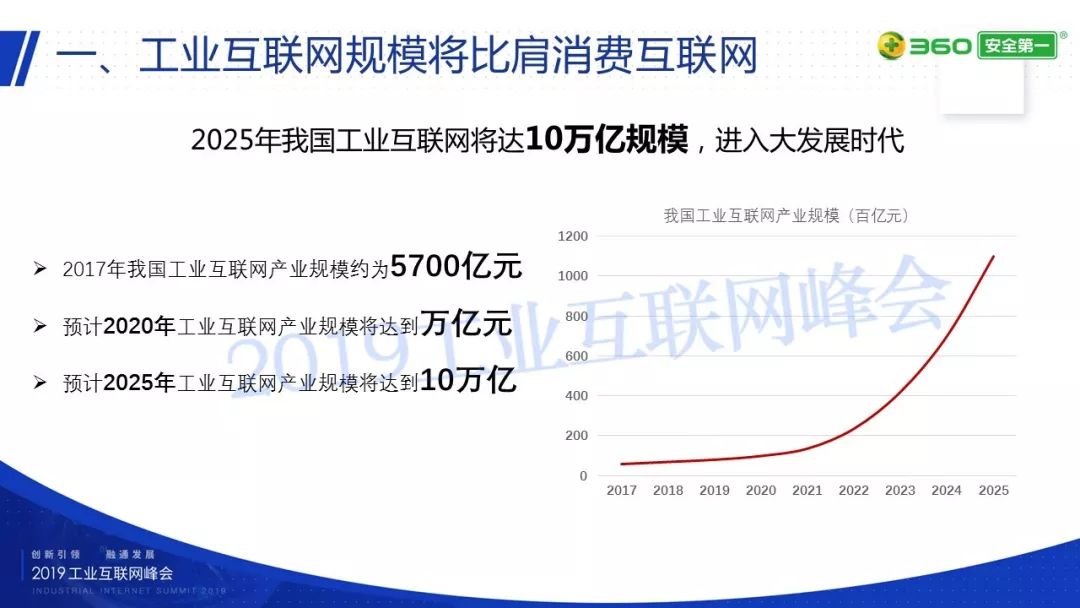 一、工业互联网规模将比肩消费互联网
360 安全第一®
2025年我国工业互联网将达10万亿规模，进入大发展时代
➢ 2017年我国工业互联网产业规模约为5700亿元
➢ 预计2020年工业互联网产业规模将达到万亿元
➢ 预计2025年工业互联网产业规模将达到10万亿
我国工业互联网产业规模（百亿元）
1200
1000
800
600
400
200
0
2017 2018 2019 2020 2021 2022 2023 2024 2025
2019工业互联网峰会
创新引领 融通发展
2019工业互联网峰会
INDUSTRIAL INTERNET SUMMIT 2019